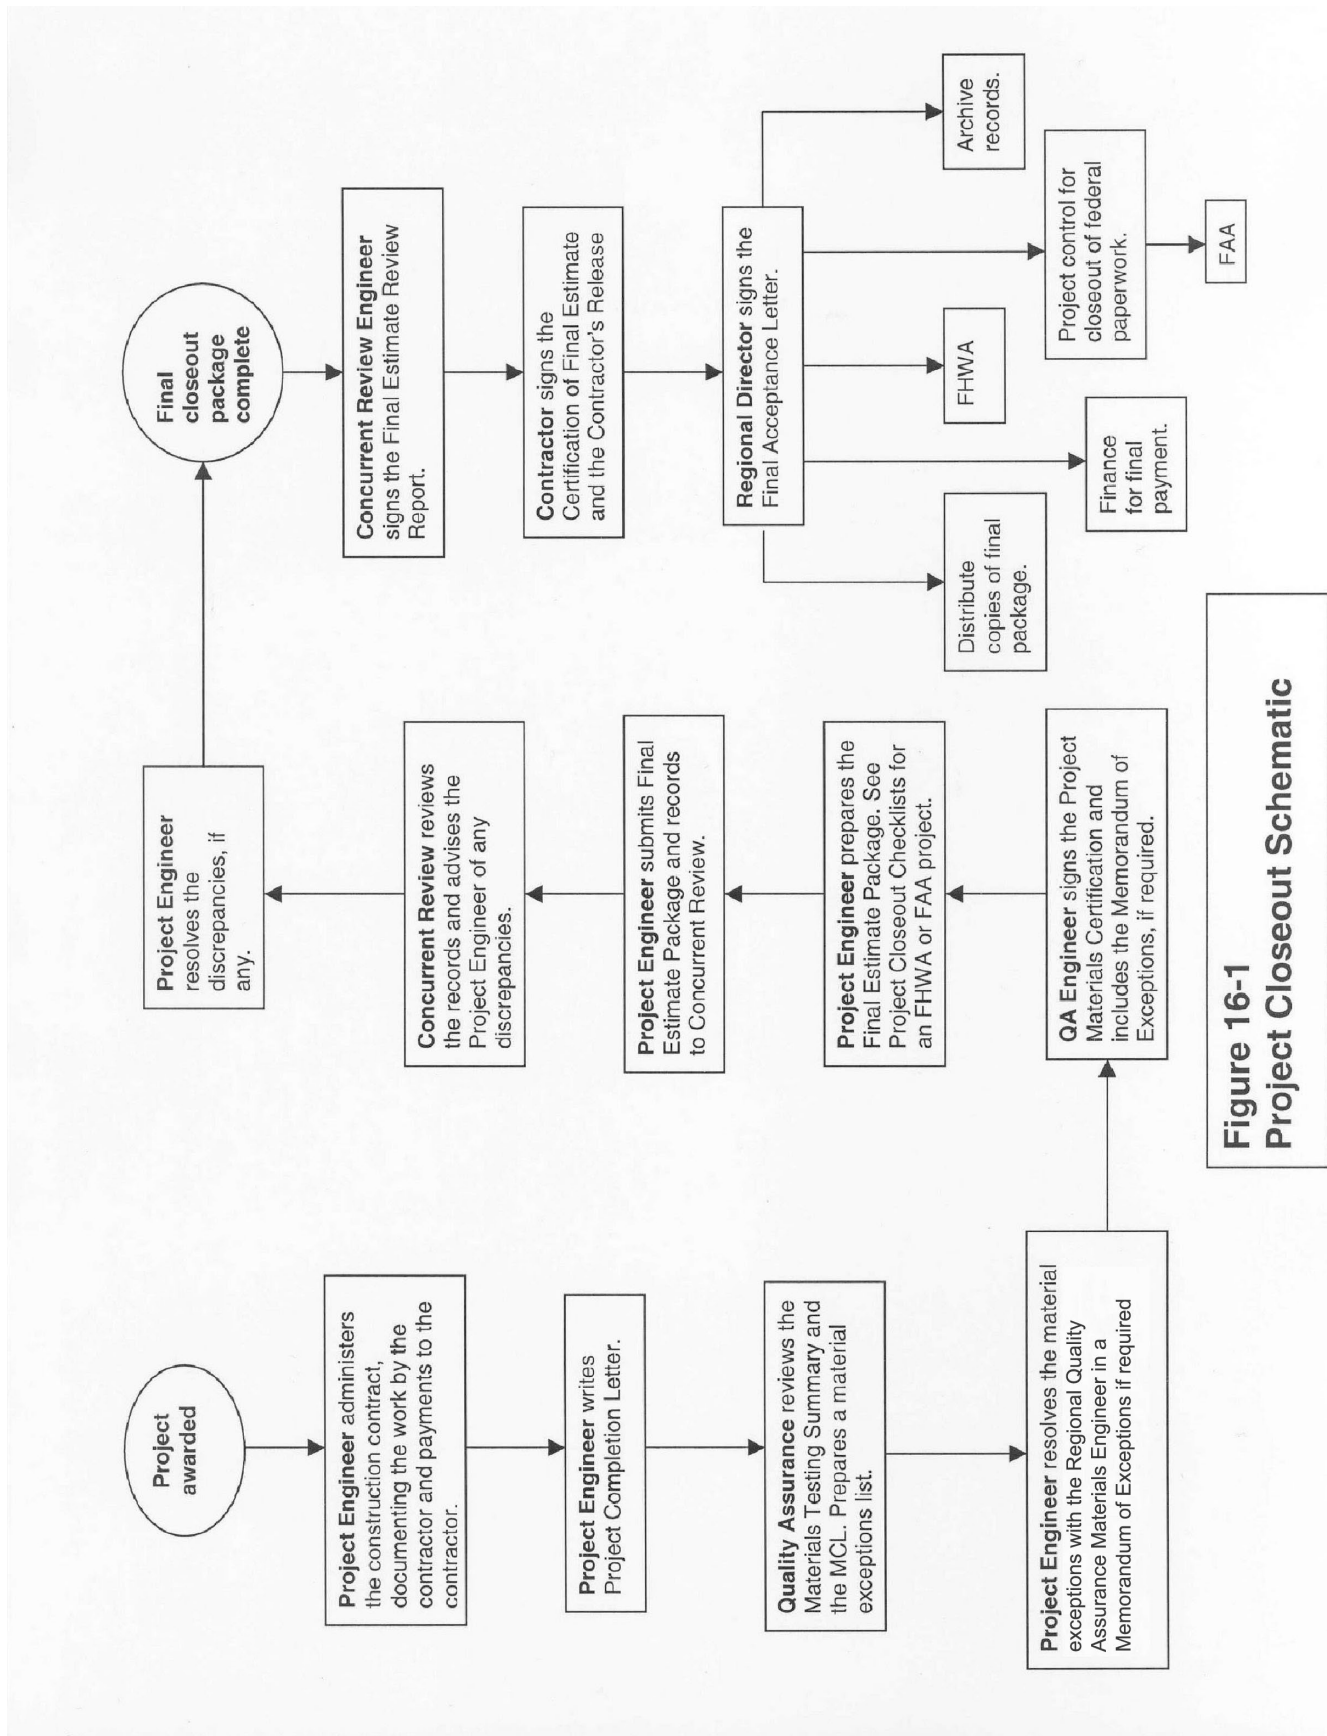 Project
awarded
Project Engineer administers
the construction contract,
documenting the work by the
contractor and payments to the
contractor.
Project Engineer writes
Project Completion Letter.
Quality Assurance reviews the
Materials Testing Summary and
the MCL. Prepares a material
exceptions list.
Project Engineer resolves the material
exceptions with the Regional Quality
Assurance Materials Engineer in a
Memorandum of Exceptions if required
QA Engineer signs the Project
Materials Certification and
includes the Memorandum of
Exceptions, if required.
Project Engineer prepares the
Final Estimate Package. See
Project Closeout Checklists for
an FHWA or FAA project.
Project Engineer submits Final
Estimate Package and records
to Concurrent Review.
Concurrent Review reviews
the records and advises the
Project Engineer of any
discrepancies.
Project Engineer
resolves the
discrepancies, if
any.
Final
closeout
package
complete
Concurrent Review Engineer
signs the Final Estimate Review
Report.
Contractor signs the
Certification of Final Estimate
and the Contractor's Release
Regional Director signs the
Final Acceptance Letter.
Distribute
copies of final
package.
Finance
for final
payment.
FHWA
Project control for
closeout of federal
paperwork.
FAA
Archive
records.
Figure 16-1
Project Closeout Schematic